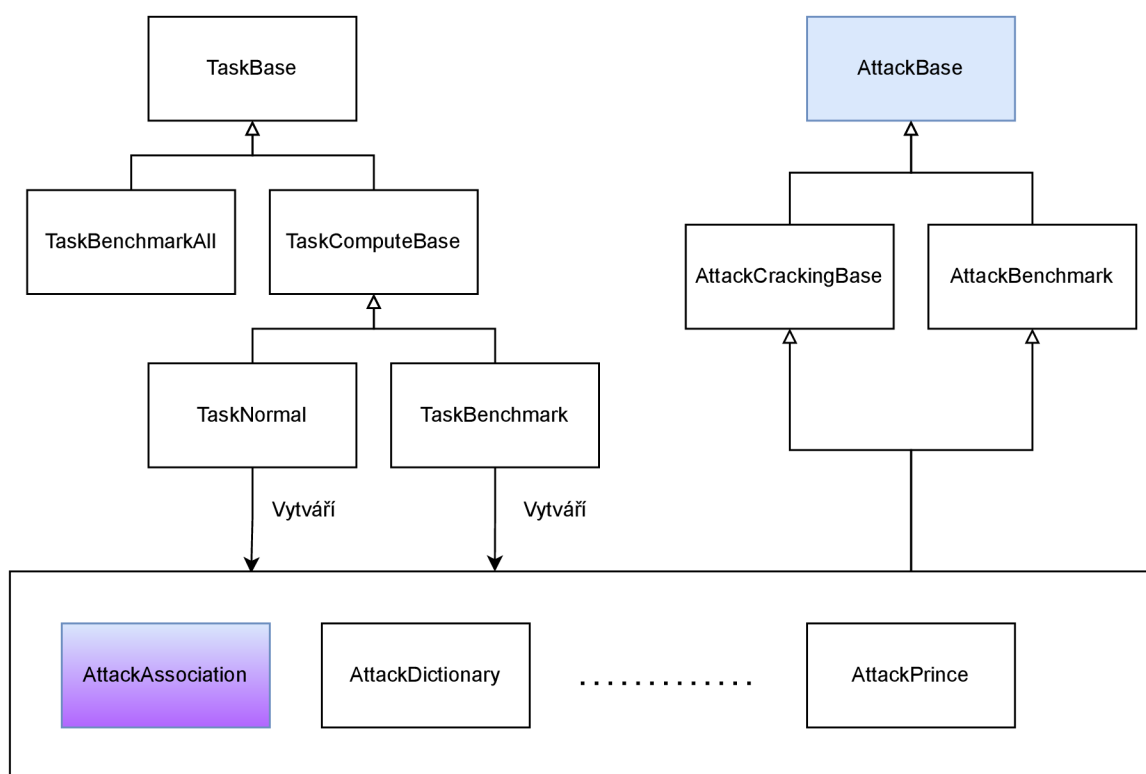 TaskBase
AttackBase
TaskBenchmarkAll
TaskComputeBase
AttackCrackingBase
AttackBenchmark
TaskNormal
TaskBenchmark
Vytváří
Vytváří
AttackAssociation
AttackDictionary
.............
AttackPrince